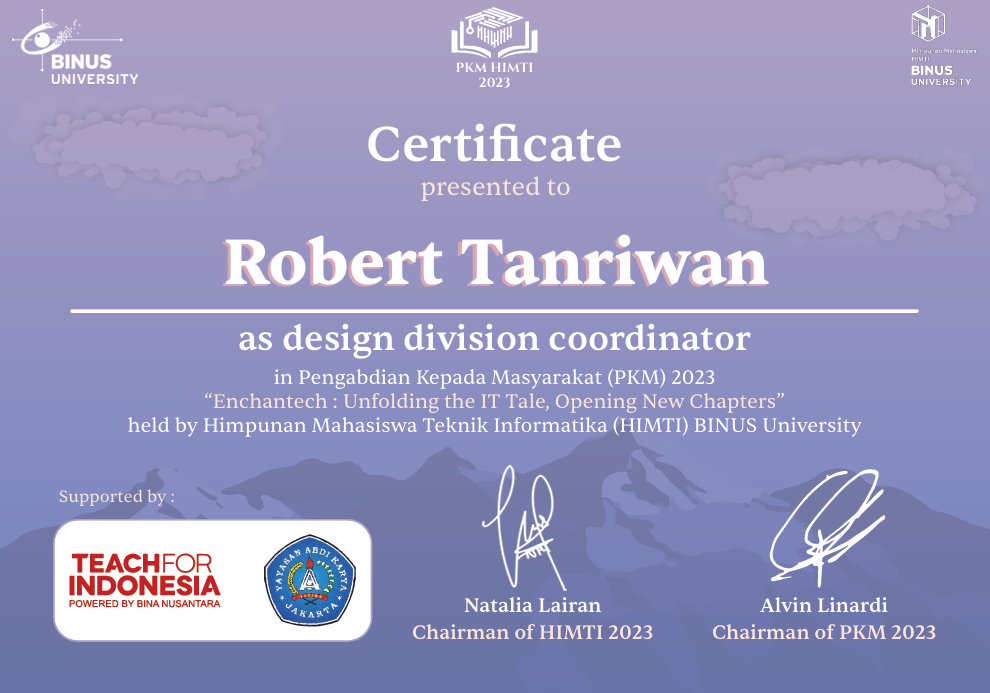 BINUS
UNIVERSITY
PKM HIMTI
2023
Himpunan Mahasiswa
HIMTI
BINUS
UNIVERSITY
Certificate
presented to
Robert Tanriwan
as design division coordinator
in Pengabdian Kepada Masyarakat (PKM) 2023
“Enchantech : Unfolding the IT Tale, Opening New Chapters”
held by Himpunan Mahasiswa Teknik Informatika (HIMTI) BINUS University
Supported by :
TEACH FOR
INDONESIA
POWERED BY BINA NUSANTARA
YAYASAN ABDI KARYA
JAKARTA
Natalia Lairan
Chairman of HIMTI 2023
Alvin Linardi
Chairman of PKM 2023